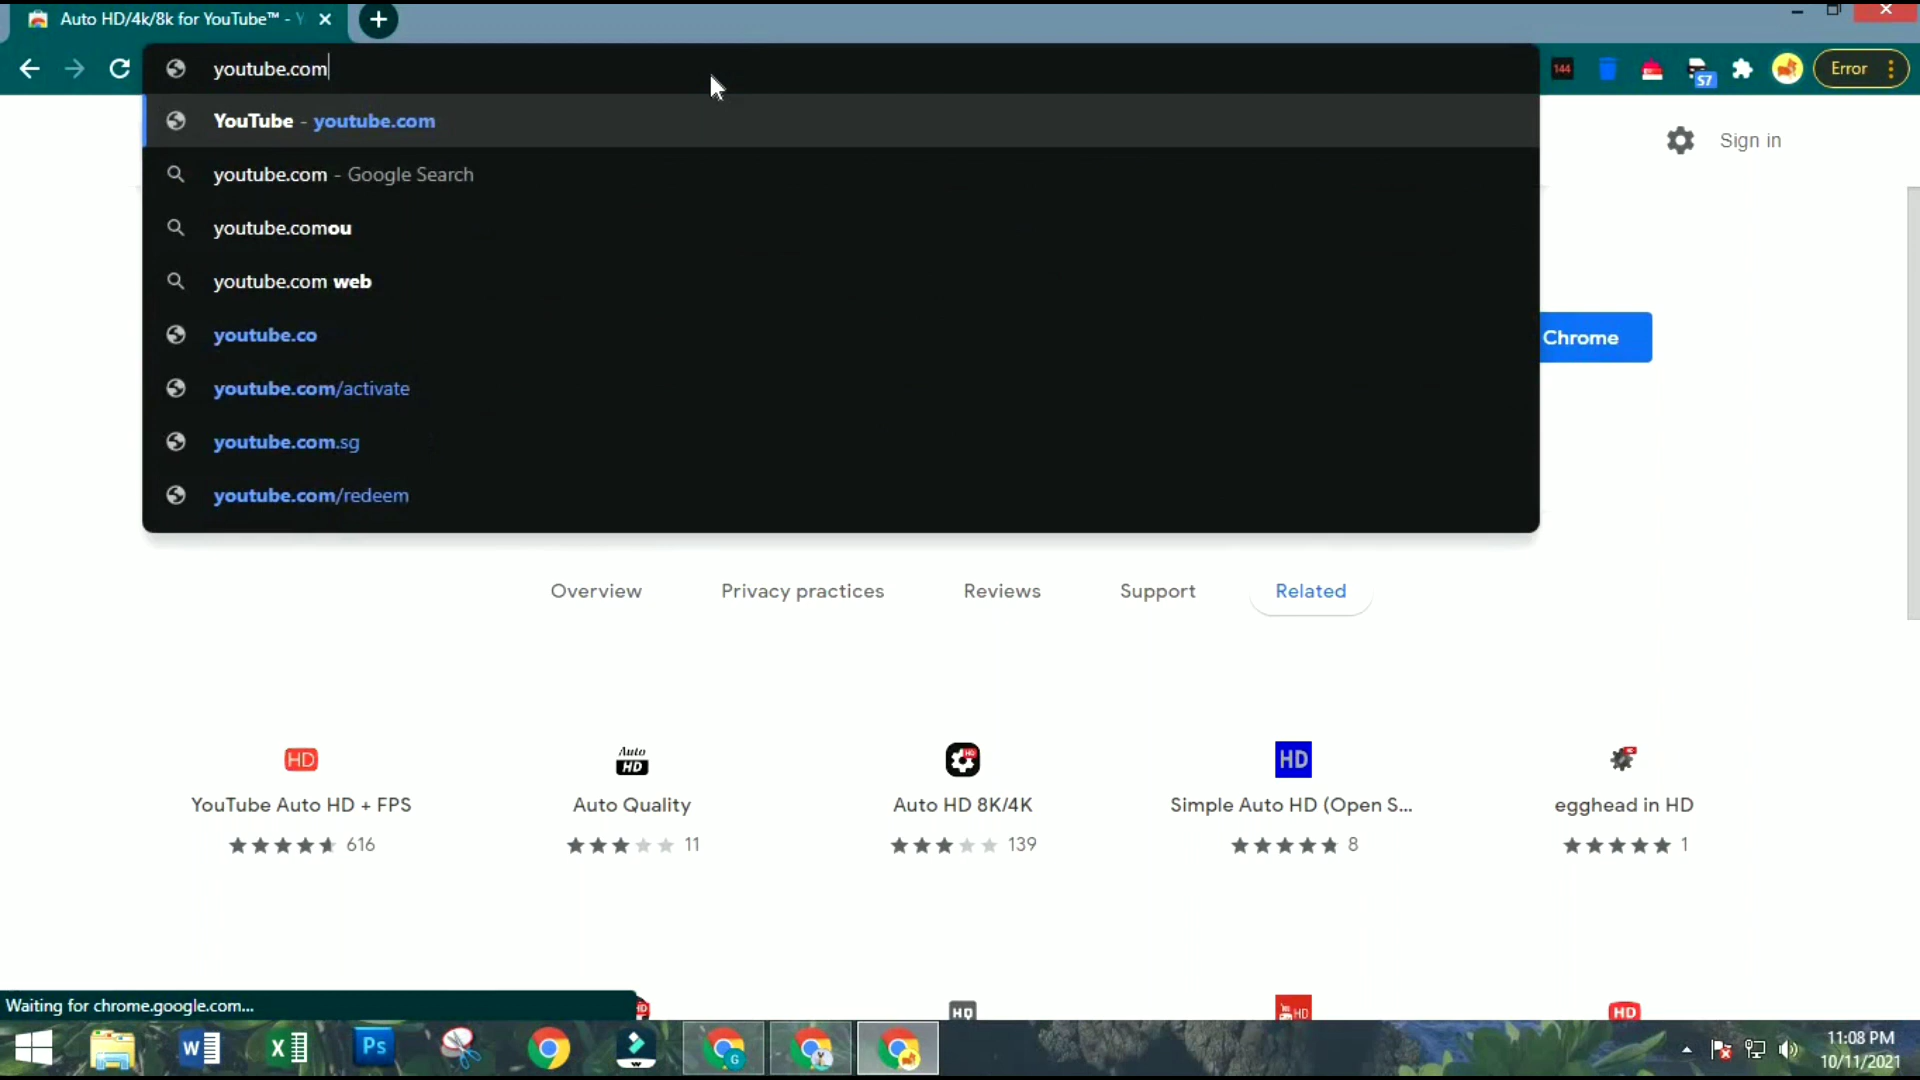 Auto HD/4k/8k for YouTube™ - Y
youtube.com
144
57
Error
YouTube - youtube.com
Sign in
youtube.com - Google Search
youtube.comou
youtube.com web
youtube.co
Chrome
youtube.com/activate
youtube.com.sg
youtube.com/redeem
Overview
Privacy practices
Reviews
Support
Related
HD
Auto
HD
HD
YouTube Auto HD + FPS
Auto Quality
Auto HD 8K/4K
Simple Auto HD (Open S...
egghead in HD
616
11
139
8
1
Waiting for chrome.google.com...
HD
HQ
HD
HD
W
X
Ps
G
11:08 PM
10/11/2021